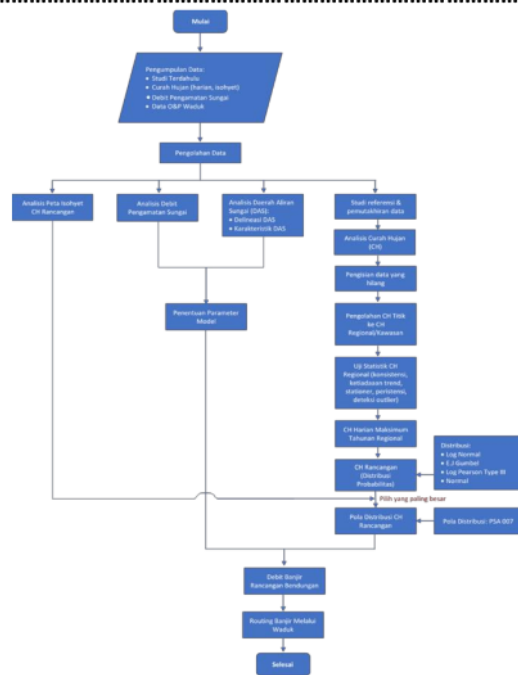 Mulai
Pengumpulan Data:
• Studi Terdahulu
• Curah Hujan (harian, isohyet)
• Debit Pengamatan Sungai
• Data O&P Waduk
Pengolahan Data
Analisis Peta Isohyet
CH Rancangan
Analisis Debit
Pengamatan Sungai
Analisis Daerah Aliran
Sungai (DAS):
• Delineasi DAS
• Karakteristik DAS
Studi referensi &
pemutakhiran data
Analisis Curah Hujan
(CH)
Pengisian data yang
hilang
Penentuan Parameter
Model
Pengolahan CH Titik
ke CH
Regional/Kawasan
Uji Statistik CH
Regional (konsistensi,
ketiadaan trend,
stasioner, persistensi,
deteksi outlier)
CH Harian Maksimum
Tahunan Regional
CH Rancangan
(Distribusi
Probabilitas)
Distribusi:
• Log Normal
• E.J Gumbel
• Log Pearson Type III
• Normal
Pilih yang paling besar
Pola Distribusi CH
Rancangan
Pola Distribusi: PSA 007
Debit Banjir
Rancangan Bendungan
Routing Banjir Melalui
Waduk
Selesai